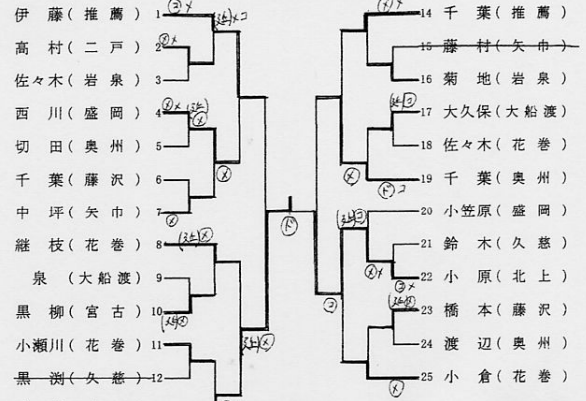 伊藤(推薦) 1
高村(二戸) 2
佐々木(岩泉) 3
西川(盛岡) 4
切田(奥州) 5
千葉(藤沢) 6
中坪(矢巾) 7
継枝(花巻) 8
泉(大船渡) 9
黒柳(宮古) 10
小瀬川(花巻) 11
黒渕(久慈) 12
14 千葉(推薦)
15 藤村(矢巾)
16 菊地(岩泉)
17 大久保(大船渡)
18 佐々木(花巻)
19 千葉(奥州)
20 小笠原(盛岡)
21 鈴木(久慈)
22 小原(北上)
23 橋本(藤沢)
24 渡辺(奥州)
25 小倉(花巻)